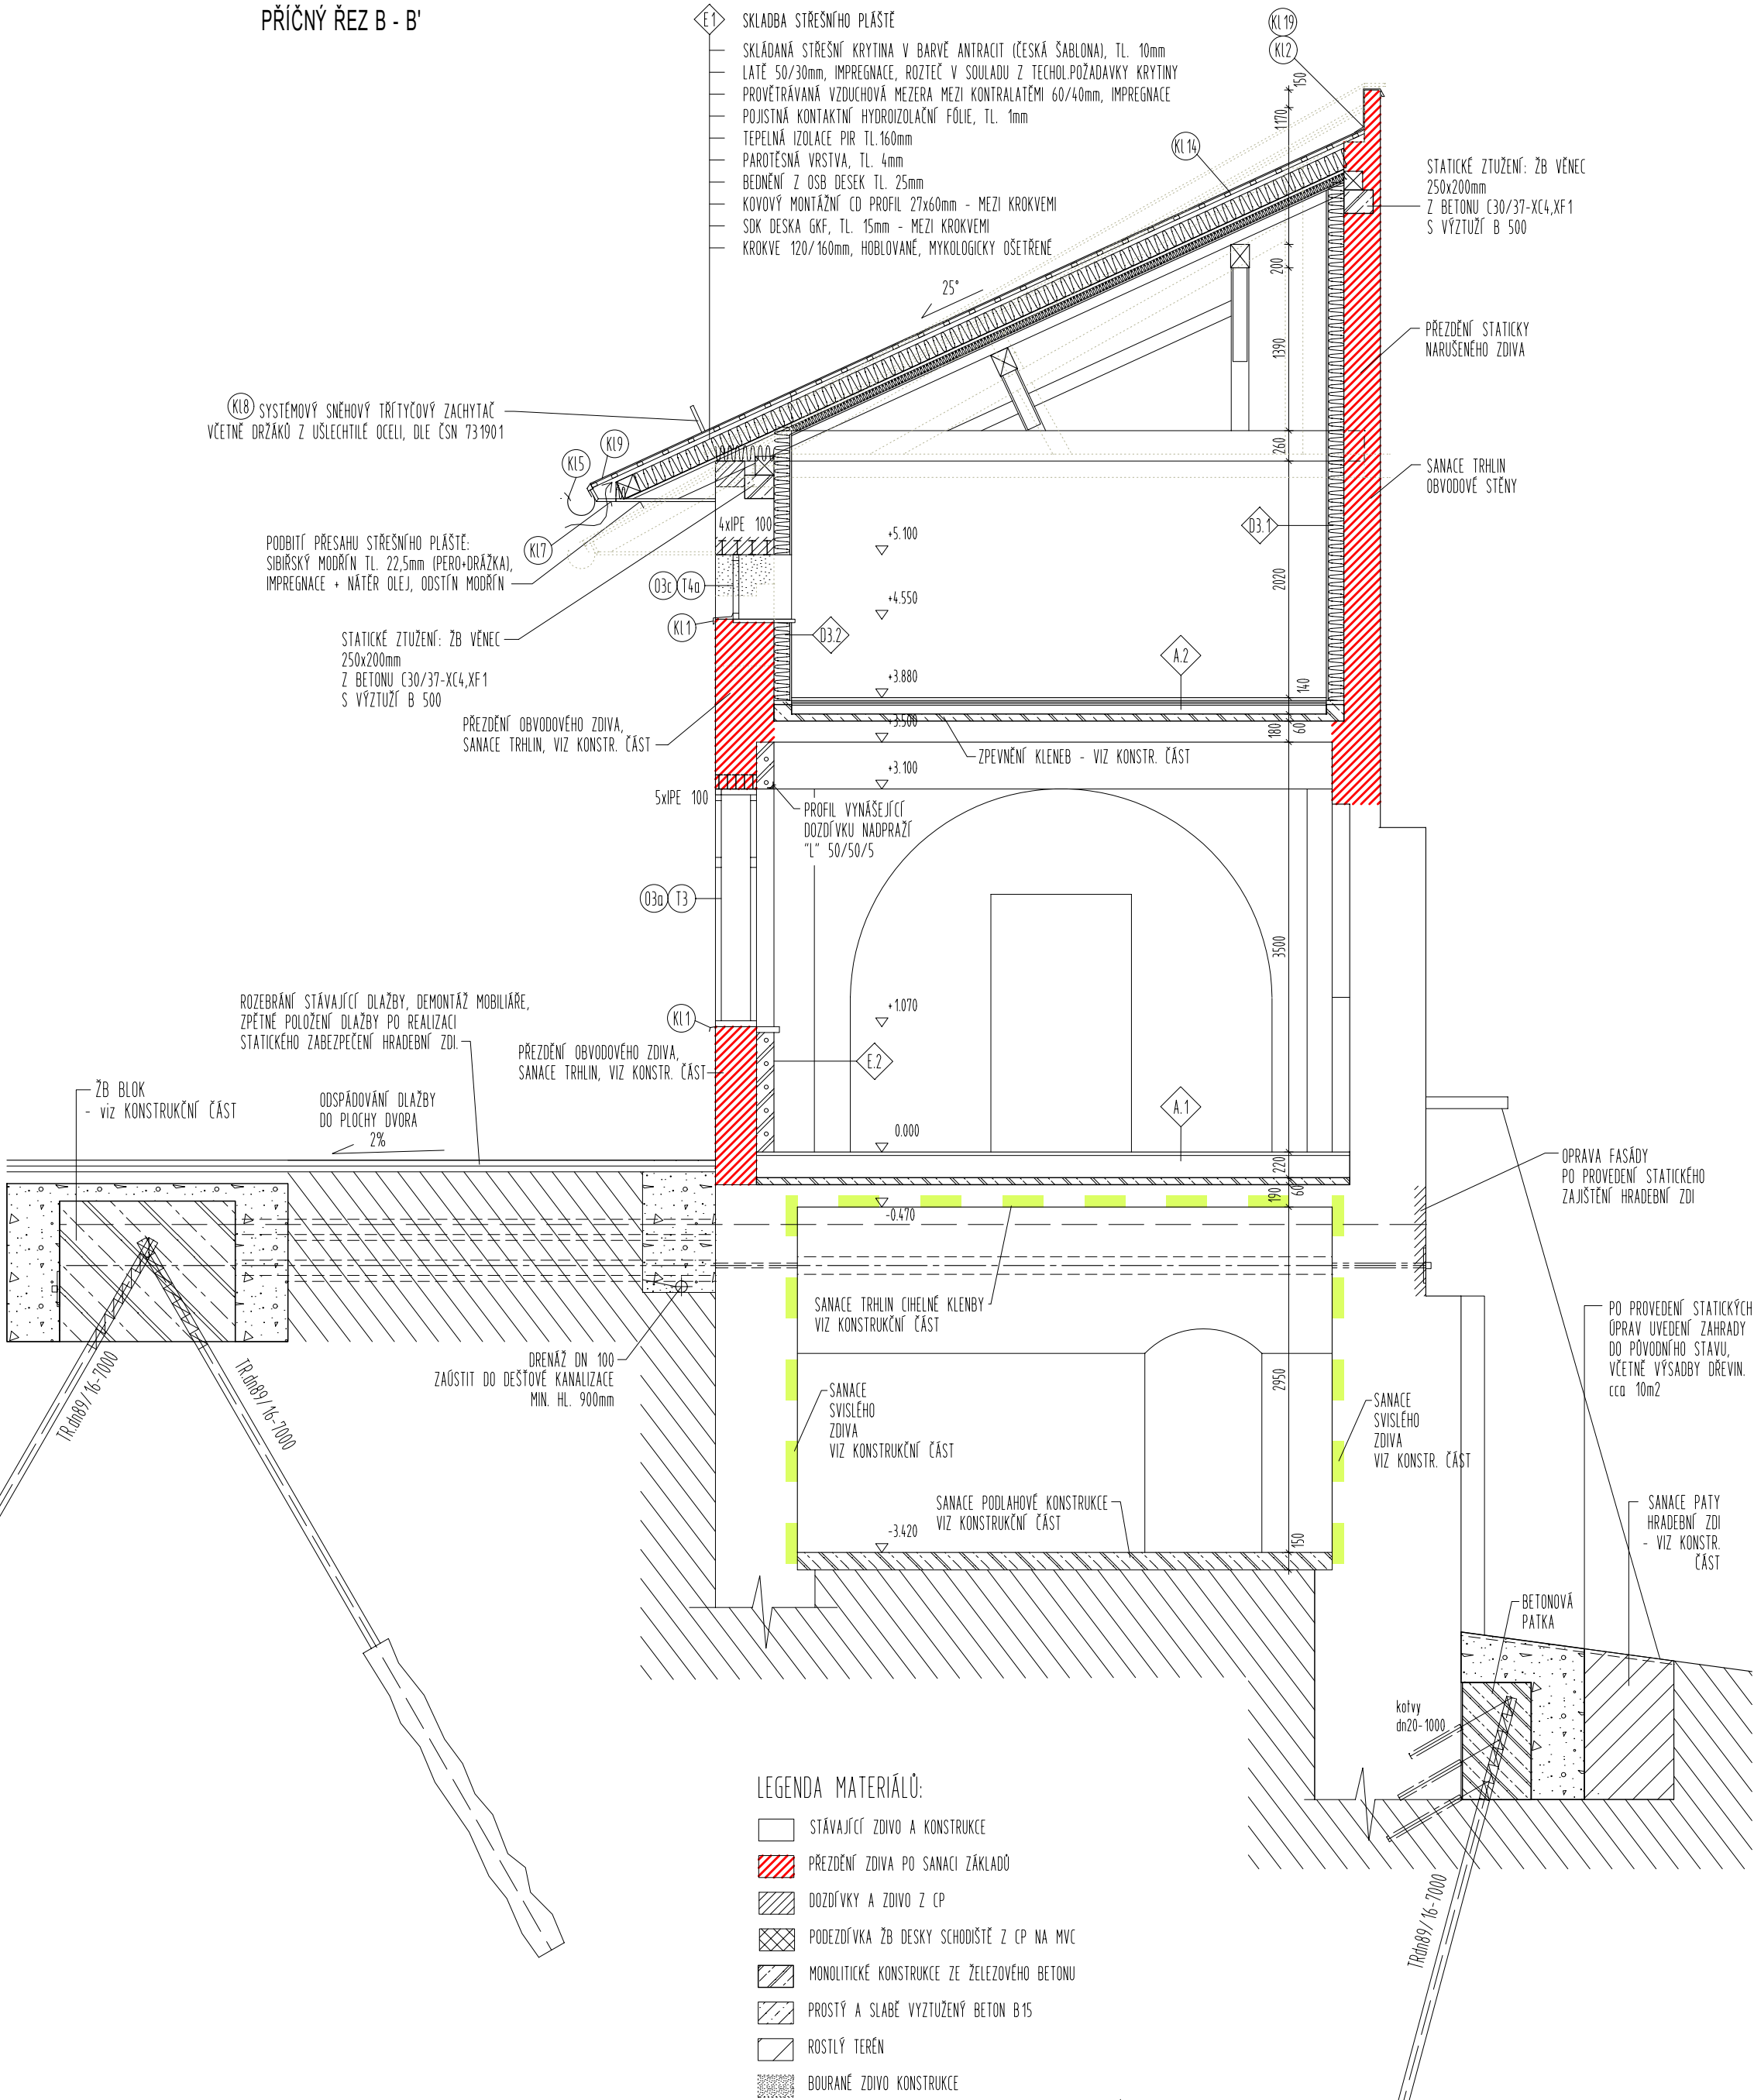 PŘÍČNÝ ŘEZ B - B'
E1
SKLADBA STŘEŠNÍHO PLÁŠTĚ
SKLÁDANÁ STŘEŠNÍ KRYTINA V BARVĚ ANTRACIT (ČESKÁ ŠABLONA), TL. 10mm
LATĚ 50/30mm, IMPREGNACE, ROZTEČ V SOULADU Z TECHOL.POŽADAVKY KRYTINY
PROVĚTRÁVANÁ VZDUCHOVÁ MEZERA MEZI KONTRALATĚMI 60/40mm, IMPREGNACE
POJISTNÁ KONTAKTNÍ HYDROIZOLAČNÍ FÓLIE, TL. 1mm
TEPELNÁ IZOLACE PIR TL.160mm
PAROTĚSNÁ VRSTVA, TL. 4mm
BEDNĚNÍ Z OSB DESEK TL. 25mm
KOVOVÝ MONTÁŽNÍ CD PROFIL 27x60mm - MEZI KROKVEMI
SDK DESKA GKF, TL. 15mm - MEZI KROKVEMI
KROKVE 120/160mm, HOBLOVANÉ, MYKOLOGICKY OŠETŘENÉ
KL19
KL2
150
1170
KL14
STATICKÉ ZTUŽENÍ: ŽB VĚNEC
250x200mm
Z BETONU C30/37-XC4,XF1
S VÝZTUŽÍ B 500
200
25°
1390
PŘEZDĚNÍ STATICKY
NARUŠENÉHO ZDIVA
KL8
SYSTÉMOVÝ SNĚHOVÝ TŘÍTYČOVÝ ZACHYTAČ
VČETNĚ DRŽÁKŮ Z UŠLECHTILÉ OCELI, DLE ČSN 731901
KL9
KL5
260
SANACE TRHLIN
OBVODOVÉ STĚNY
4xIPE 100
D3.1
KL7
+5.100
PODBITÍ PŘESAHU STŘEŠNÍHO PLÁŠTĚ:
SIBIŘSKÝ MODŘÍN TL. 22,5mm (PERO+DRÁŽKA),
IMPREGNACE + NÁTĚR OLEJ, ODSTÍN MODŘÍN
O3c
T4a
2020
+4.550
KL1
D3.2
STATICKÉ ZTUŽENÍ: ŽB VĚNEC
250x200mm
Z BETONU C30/37-XC4,XF1
S VÝZTUŽÍ B 500
A.2
+3.880
140
PŘEZDĚNÍ OBVODOVÉHO ZDIVA,
SANACE TRHLIN, VIZ KONSTR. ČÁST
+3.500
180
60
ZPEVNĚNÍ KLENEB - VIZ KONSTR. ČÁST
+3.100
5xIPE 100
PROFIL VYNÁŠEJÍCÍ
DOZDÍVKU NADPRAŽÍ
"L" 50/50/5
O3a
T3
3500
ROZEBRÁNÍ STÁVAJÍCÍ DLAŽBY, DEMONTÁŽ MOBILIÁŘE,
ZPĚTNÉ POLOŽENÍ DLAŽBY PO REALIZACI
STATICKÉHO ZABEZPEČENÍ HRADEBNÍ ZDI.
KL1
+1.070
PŘEZDĚNÍ OBVODOVÉHO ZDIVA,
SANACE TRHLIN, VIZ KONSTR. ČÁST
E.2
ŽB BLOK
- viz KONSTRUKČNÍ ČÁST
ODSPÁDOVÁNÍ DLAŽBY
DO PLOCHY DVORA
2%
A.1
0.000
220
190
60
OPRAVA FASÁDY
PO PROVEDENÍ STATICKÉHO
ZAJIŠTĚNÍ HRADEBNÍ ZDI
-0.470
SANACE TRHLIN CIHELNÉ KLENBY
VIZ KONSTRUKČNÍ ČÁST
PO PROVEDENÍ STATICKÝCH
ÚPRAV UVEDENÍ ZAHRADY
DO PŮVODNÍHO STAVU,
VČETNĚ VÝSADBY DŘEVIN.
cca 10m2
DRENÁŽ DN 100
ZAÚSTIT DO DEŠŤOVÉ KANALIZACE
MIN. HL. 900mm
TR.dn89/16-7000
TR.dn89/16-7000
2950
SANACE
SVISLÉHO
ZDIVA
VIZ KONSTRUKČNÍ ČÁST
SANACE
SVISLÉHO
ZDIVA
VIZ KONSTR. ČÁST
SANACE PODLAHOVÉ KONSTRUKCE
VIZ KONSTRUKČNÍ ČÁST
-3.420
150
SANACE PATY
HRADEBNÍ ZDI
- VIZ KONSTR.
ČÁST
BETONOVÁ
PATKA
kotvy
dn20-1000
TRdn89/16-7000
LEGENDA MATERIÁLŮ:
STÁVAJÍCÍ ZDIVO A KONSTRUKCE
PŘEZDĚNÍ ZDIVA PO SANACI ZÁKLADŮ
DOZDÍVKY A ZDIVO Z CP
PODEZDÍVKA ŽB DESKY SCHODIŠTĚ Z CP NA MVC
MONOLITICKÉ KONSTRUKCE ZE ŽELEZOVÉHO BETONU
PROSTÝ A SLABĚ VYZTUŽENÝ BETON B15
ROSTLÝ TERÉN
BOURANÉ ZDIVO KONSTRUKCE